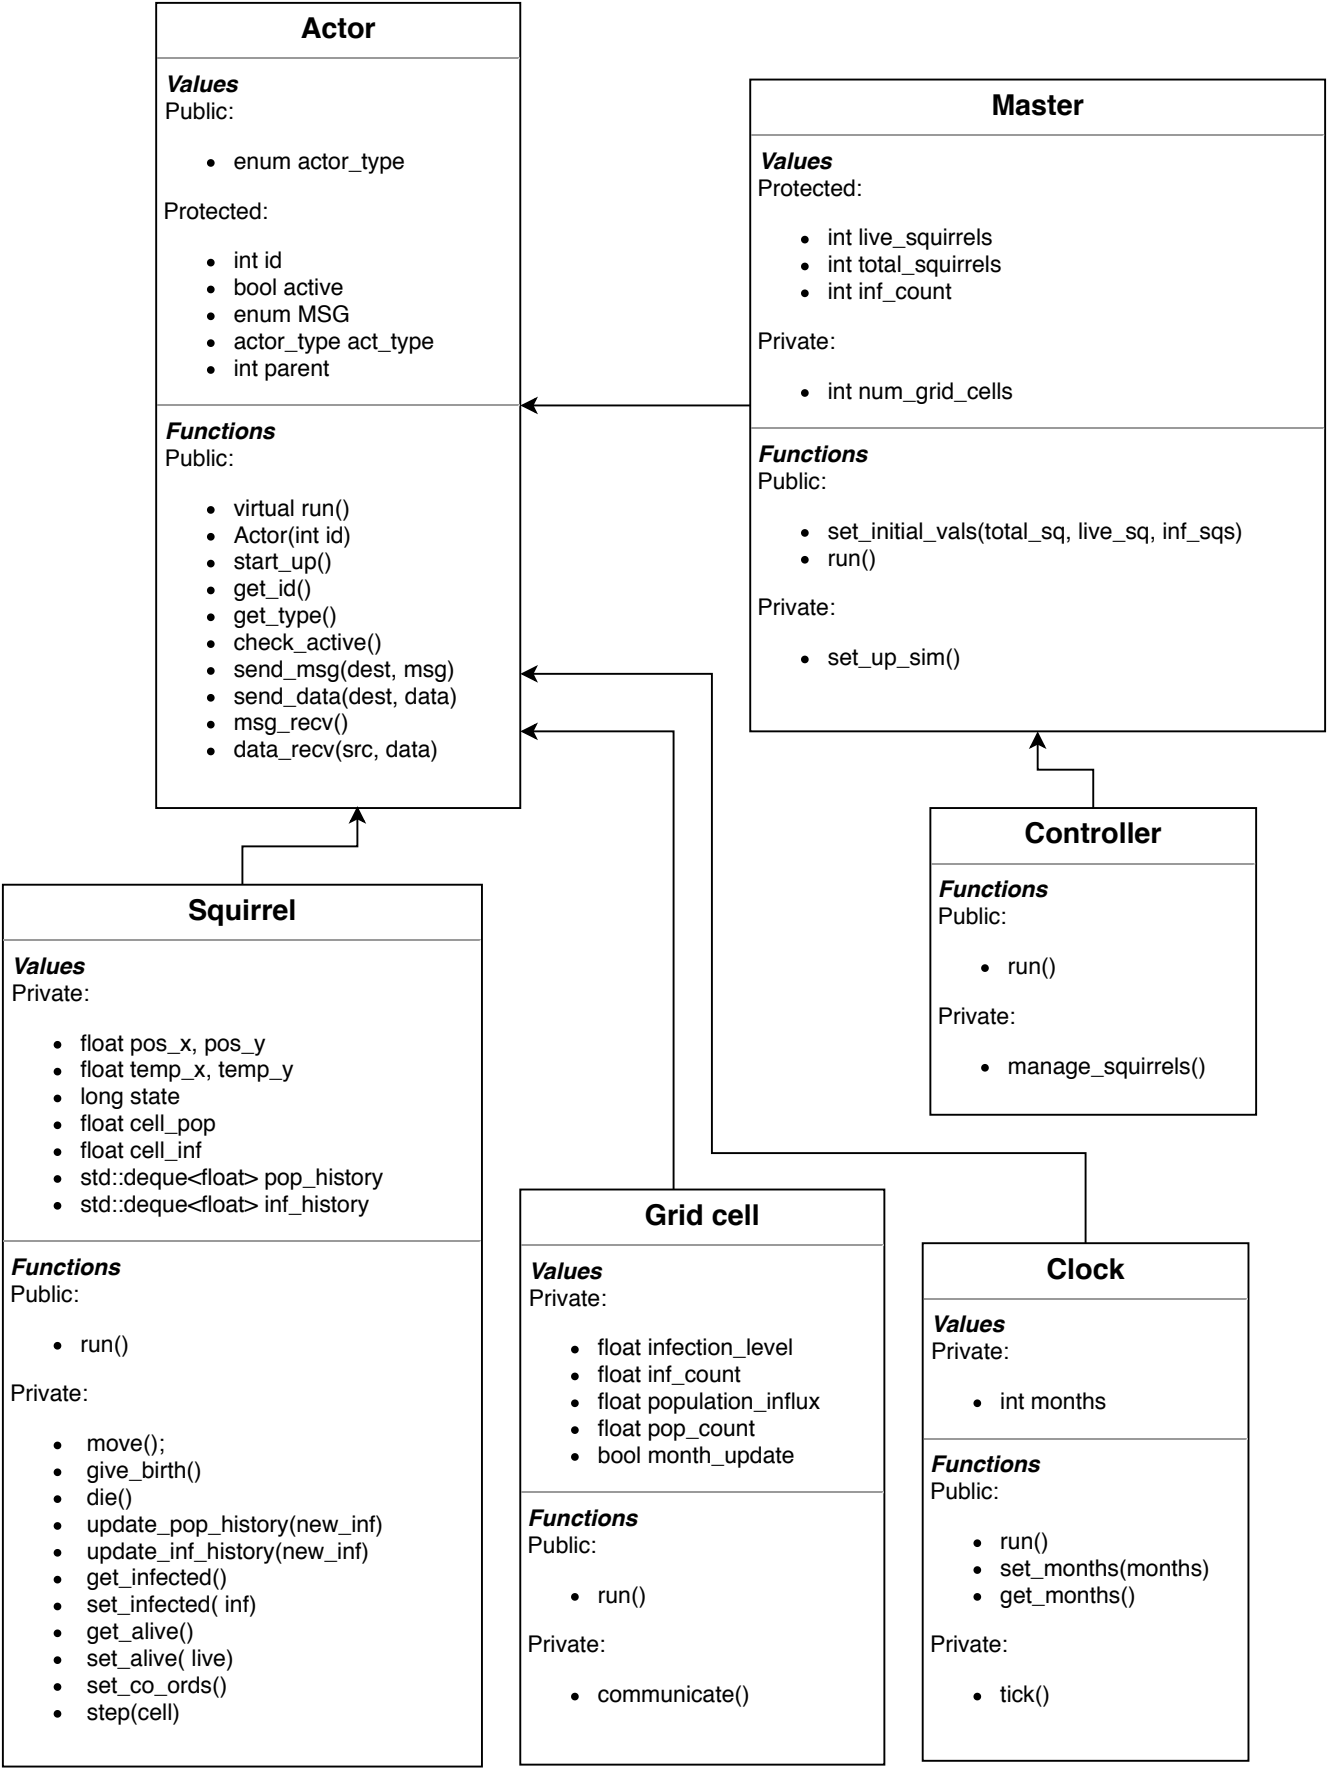 Actor
Values
Public:
• enum actor_type
Protected:
• int id
• bool active
• enum MSG
• actor_type act_type
• int parent
Functions
Public:
• virtual run()
• Actor(int id)
• start_up()
• get_id()
• get_type()
• check_active()
• send_msg(dest, msg)
• send_data(dest, data)
• msg_recv()
• data_recv(src, data)
Master
Values
Protected:
• int live_squirrels
• int total_squirrels
• int inf_count
Private:
• int num_grid_cells
Functions
Public:
• set_initial_vals(total_sq, live_sq, inf_sqs)
• run()
Private:
• set_up_sim()
Controller
Functions
Public:
• run()
Private:
• manage_squirrels()
Squirrel
Values
Private:
• float pos_x, pos_y
• float temp_x, temp_y
• long state
• float cell_pop
• float cell_inf
• std::deque<float> pop_history
• std::deque<float> inf_history
Functions
Public:
• run()
Private:
• move();
• give_birth()
• die()
• update_pop_history(new_inf)
• update_inf_history(new_inf)
• get_infected()
• set_infected( inf)
• get_alive()
• set_alive( live)
• set_co_ords()
• step(cell)
Grid cell
Values
Private:
• float infection_level
• float inf_count
• float population_influx
• float pop_count
• bool month_update
Functions
Public:
• run()
Private:
• communicate()
Clock
Values
Private:
• int months
Functions
Public:
• run()
• set_months(months)
• get_months()
Private:
• tick()